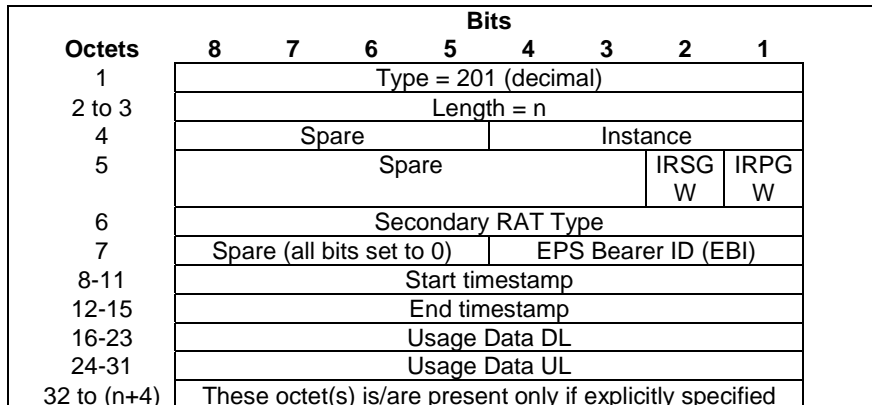 Bits
Octets 8 7 6 5 4 3 2 1
1 Type = 201 (decimal)
2 to 3 Length = n
4 Spare Instance
5 Spare IRSG IRPG
W W
6 Secondary RAT Type
7 Spare (all bits set to 0) EPS Bearer ID (EBI)
8-11 Start timestamp
12-15 End timestamp
16-23 Usage Data DL
24-31 Usage Data UL
32 to (n+4) These octet(s) is/are present only if explicitly specified